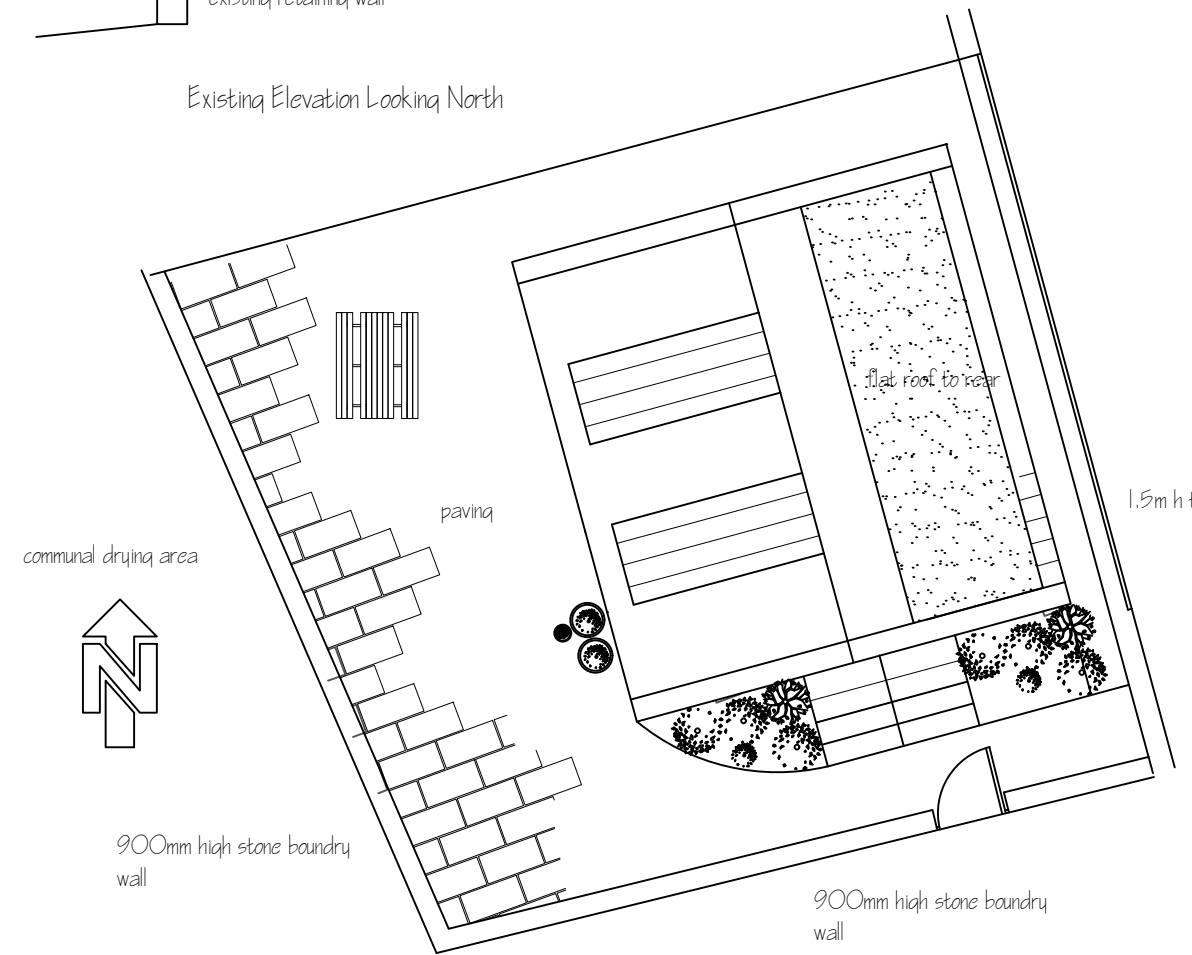 existing retaining wall
Existing Elevation Looking North
flat roof to rear
1.5m h
paving
communal drying area
N
900mm high stone boundry
wall
900mm high stone boundry
wall